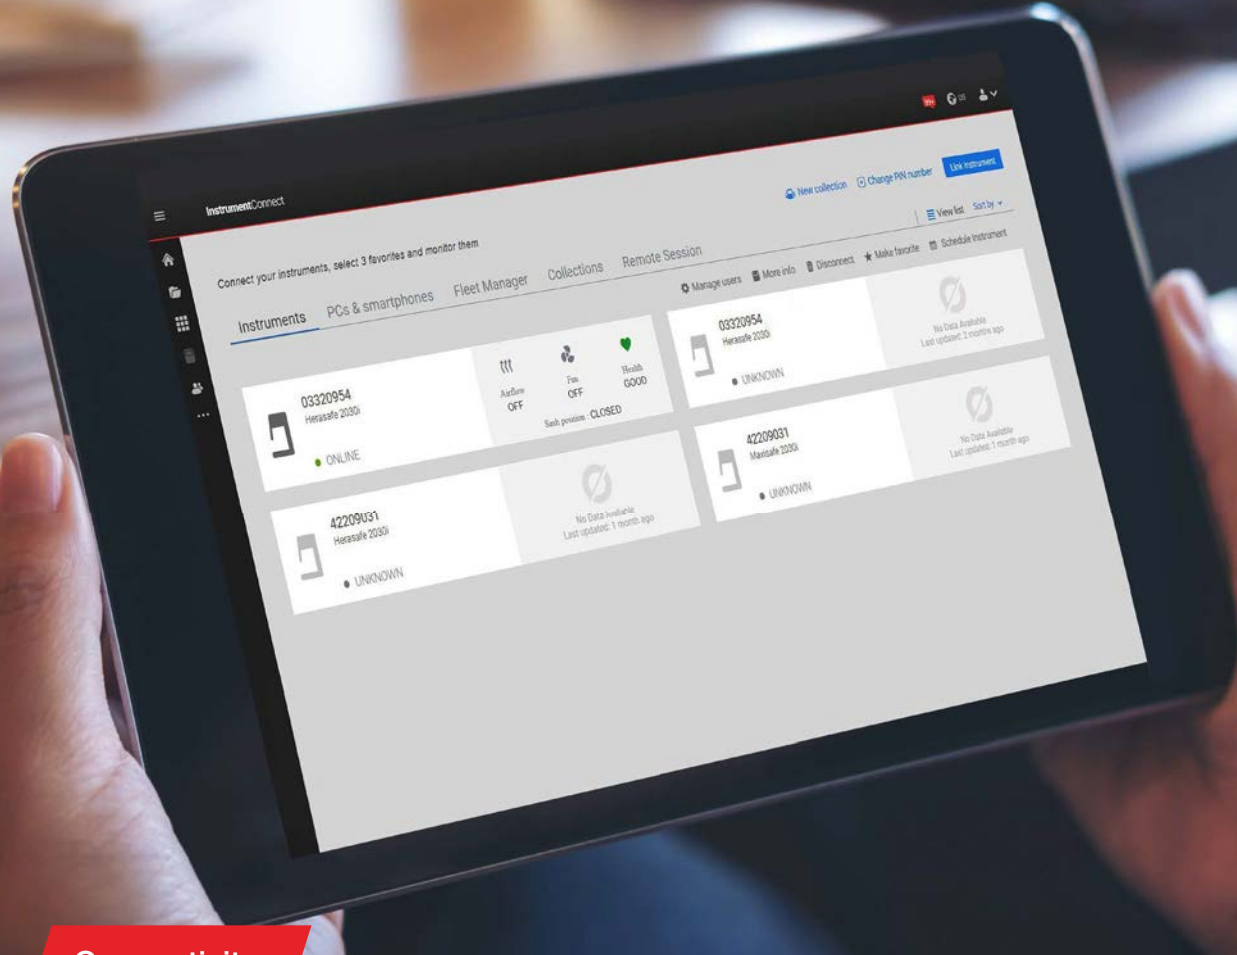 InstrumentConnect
Connect your instruments, select 3 favorites and monitor them
New collection Change PIN number Link Instrument
View list Sort by
Instruments PCs & smartphones Fleet Manager Collections Remote Session
Manage users More info Disconnect Make favorite Schedule Instrument
03320954
Herasafe 2030i
ONLINE
Airflow
OFF
Fan
OFF
Health
GOOD
Sash position : CLOSED
03320954
Herasafe 2030i
UNKNOWN
No Data Available
Last updated: 2 months ago
42209031
Herasafe 2030i
UNKNOWN
No Data Available
Last updated: 1 month ago
42209031
Maxisafe 2030i
UNKNOWN
No Data Available
Last updated: 1 month ago